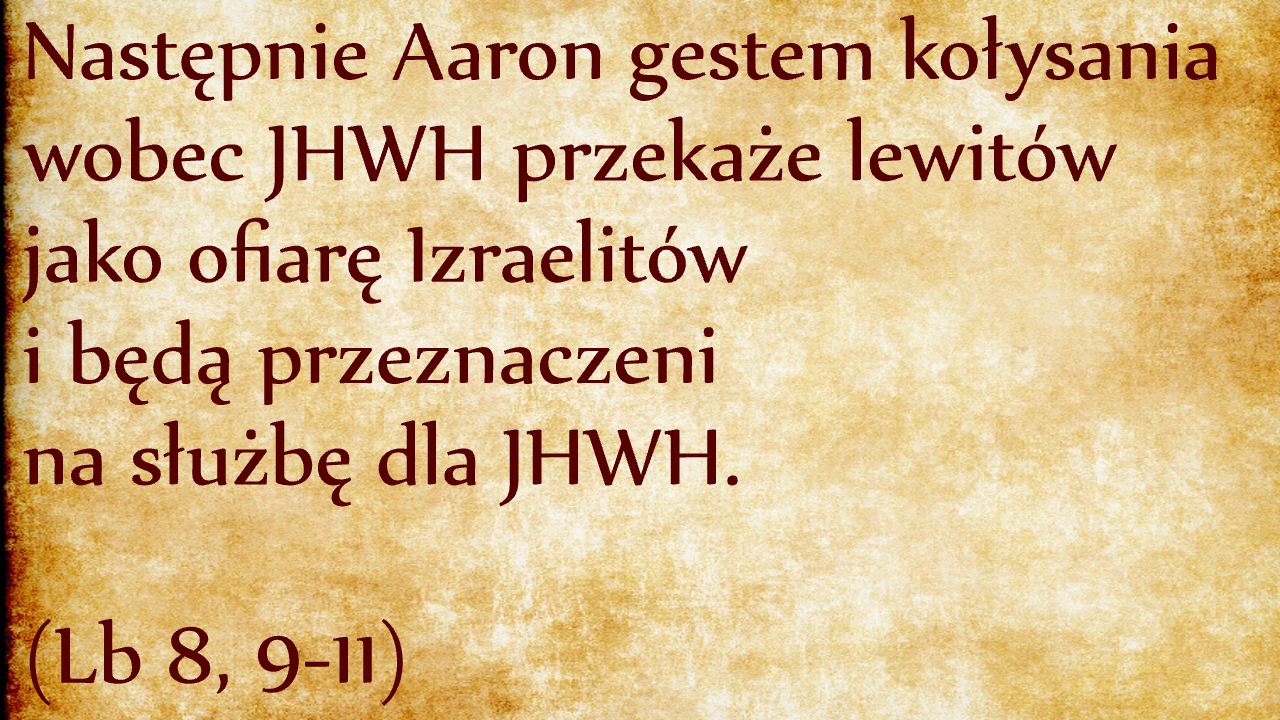 Następnie Aaron gestem kołysania
wobec JHWH przekaże lewitów
jako ofiarę Izraelitów
i będą przeznaczeni
na służbę dla JHWH.
(Lb 8, 9-11)